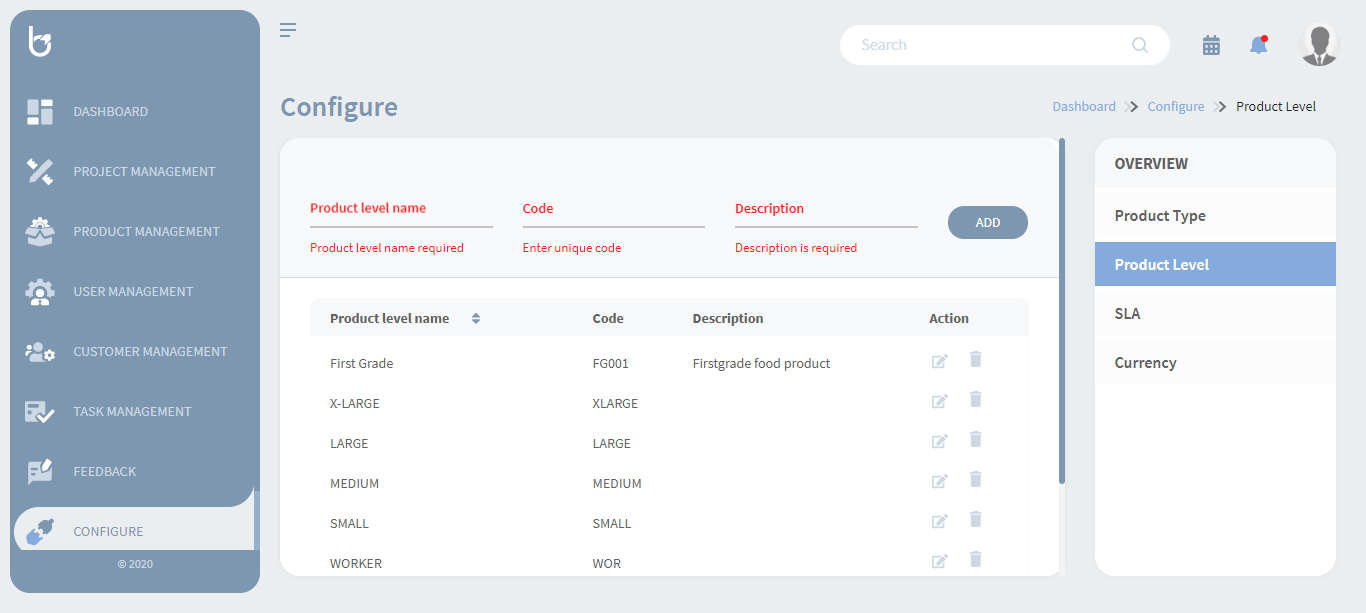 Search
DASHBOARD
PROJECT MANAGEMENT
PRODUCT MANAGEMENT
USER MANAGEMENT
CUSTOMER MANAGEMENT
TASK MANAGEMENT
FEEDBACK
CONFIGURE
© 2020
Configure
Dashboard Configure Product Level
Product level name Code Description ADD
Product level name required Enter unique code Description is required
Product level name Code Description Action
First Grade FG001 Firstgrade food product
X-LARGE XLARGE
LARGE LARGE
MEDIUM MEDIUM
SMALL SMALL
WORKER WOR
OVERVIEW
Product Type
Product Level
SLA
Currency